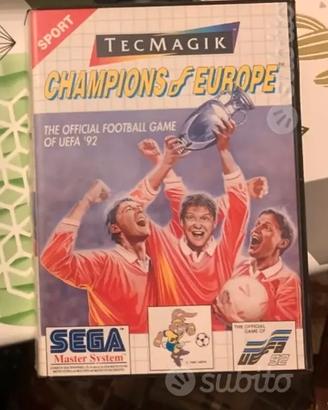 SPORT
TECMAGIK
CHAMPIONS of EUROPE
THE OFFICIAL FOOTBALL GAME
OF UEFA '92
SEGA
Master System
THE OFFICIAL
GAME OF
UEFA
92
subito